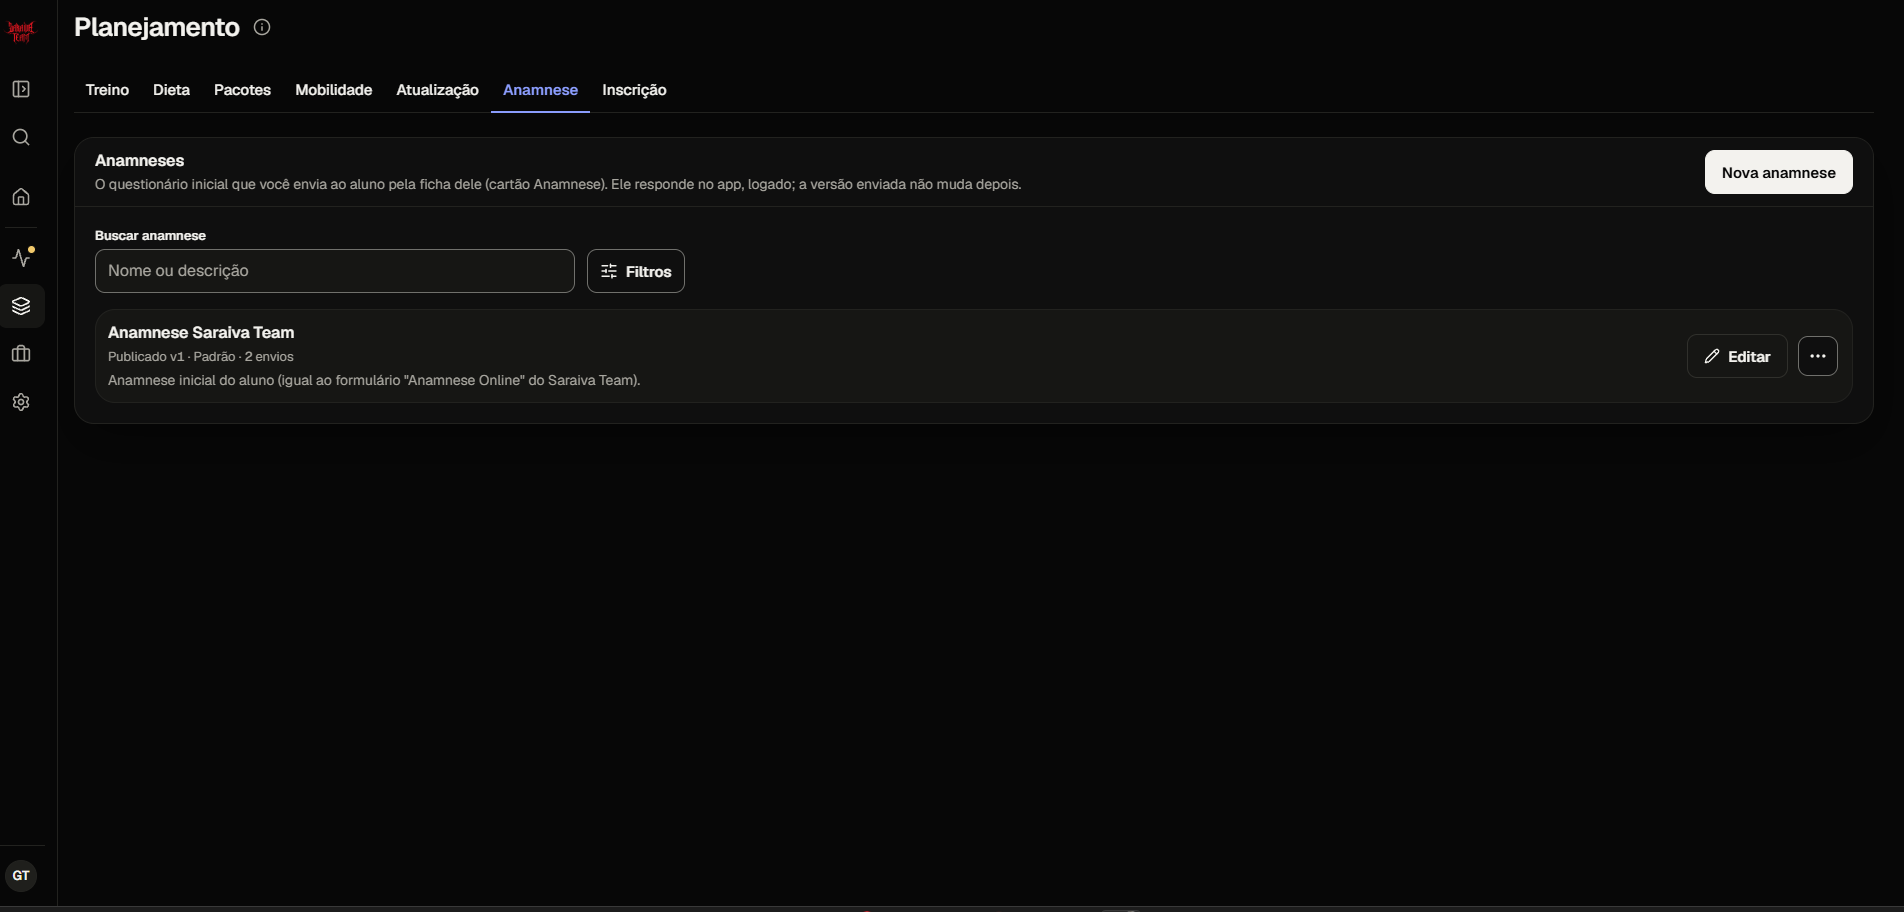 Planejamento
Treino Dieta Pacotes Mobilidade Atualização Anamnese Inscrição
Anamneses
O questionário inicial que você envia ao aluno pela ficha dele (cartão Anamnese). Ele responde no app, logado; a versão enviada não muda depois.
Nova anamnese
Buscar anamnese
Nome ou descrição
Filtros
Anamnese Saraiva Team
Publicado v1 · Padrão · 2 envios
Anamnese inicial do aluno (igual ao formulário "Anamnese Online" do Saraiva Team).
Editar
GT